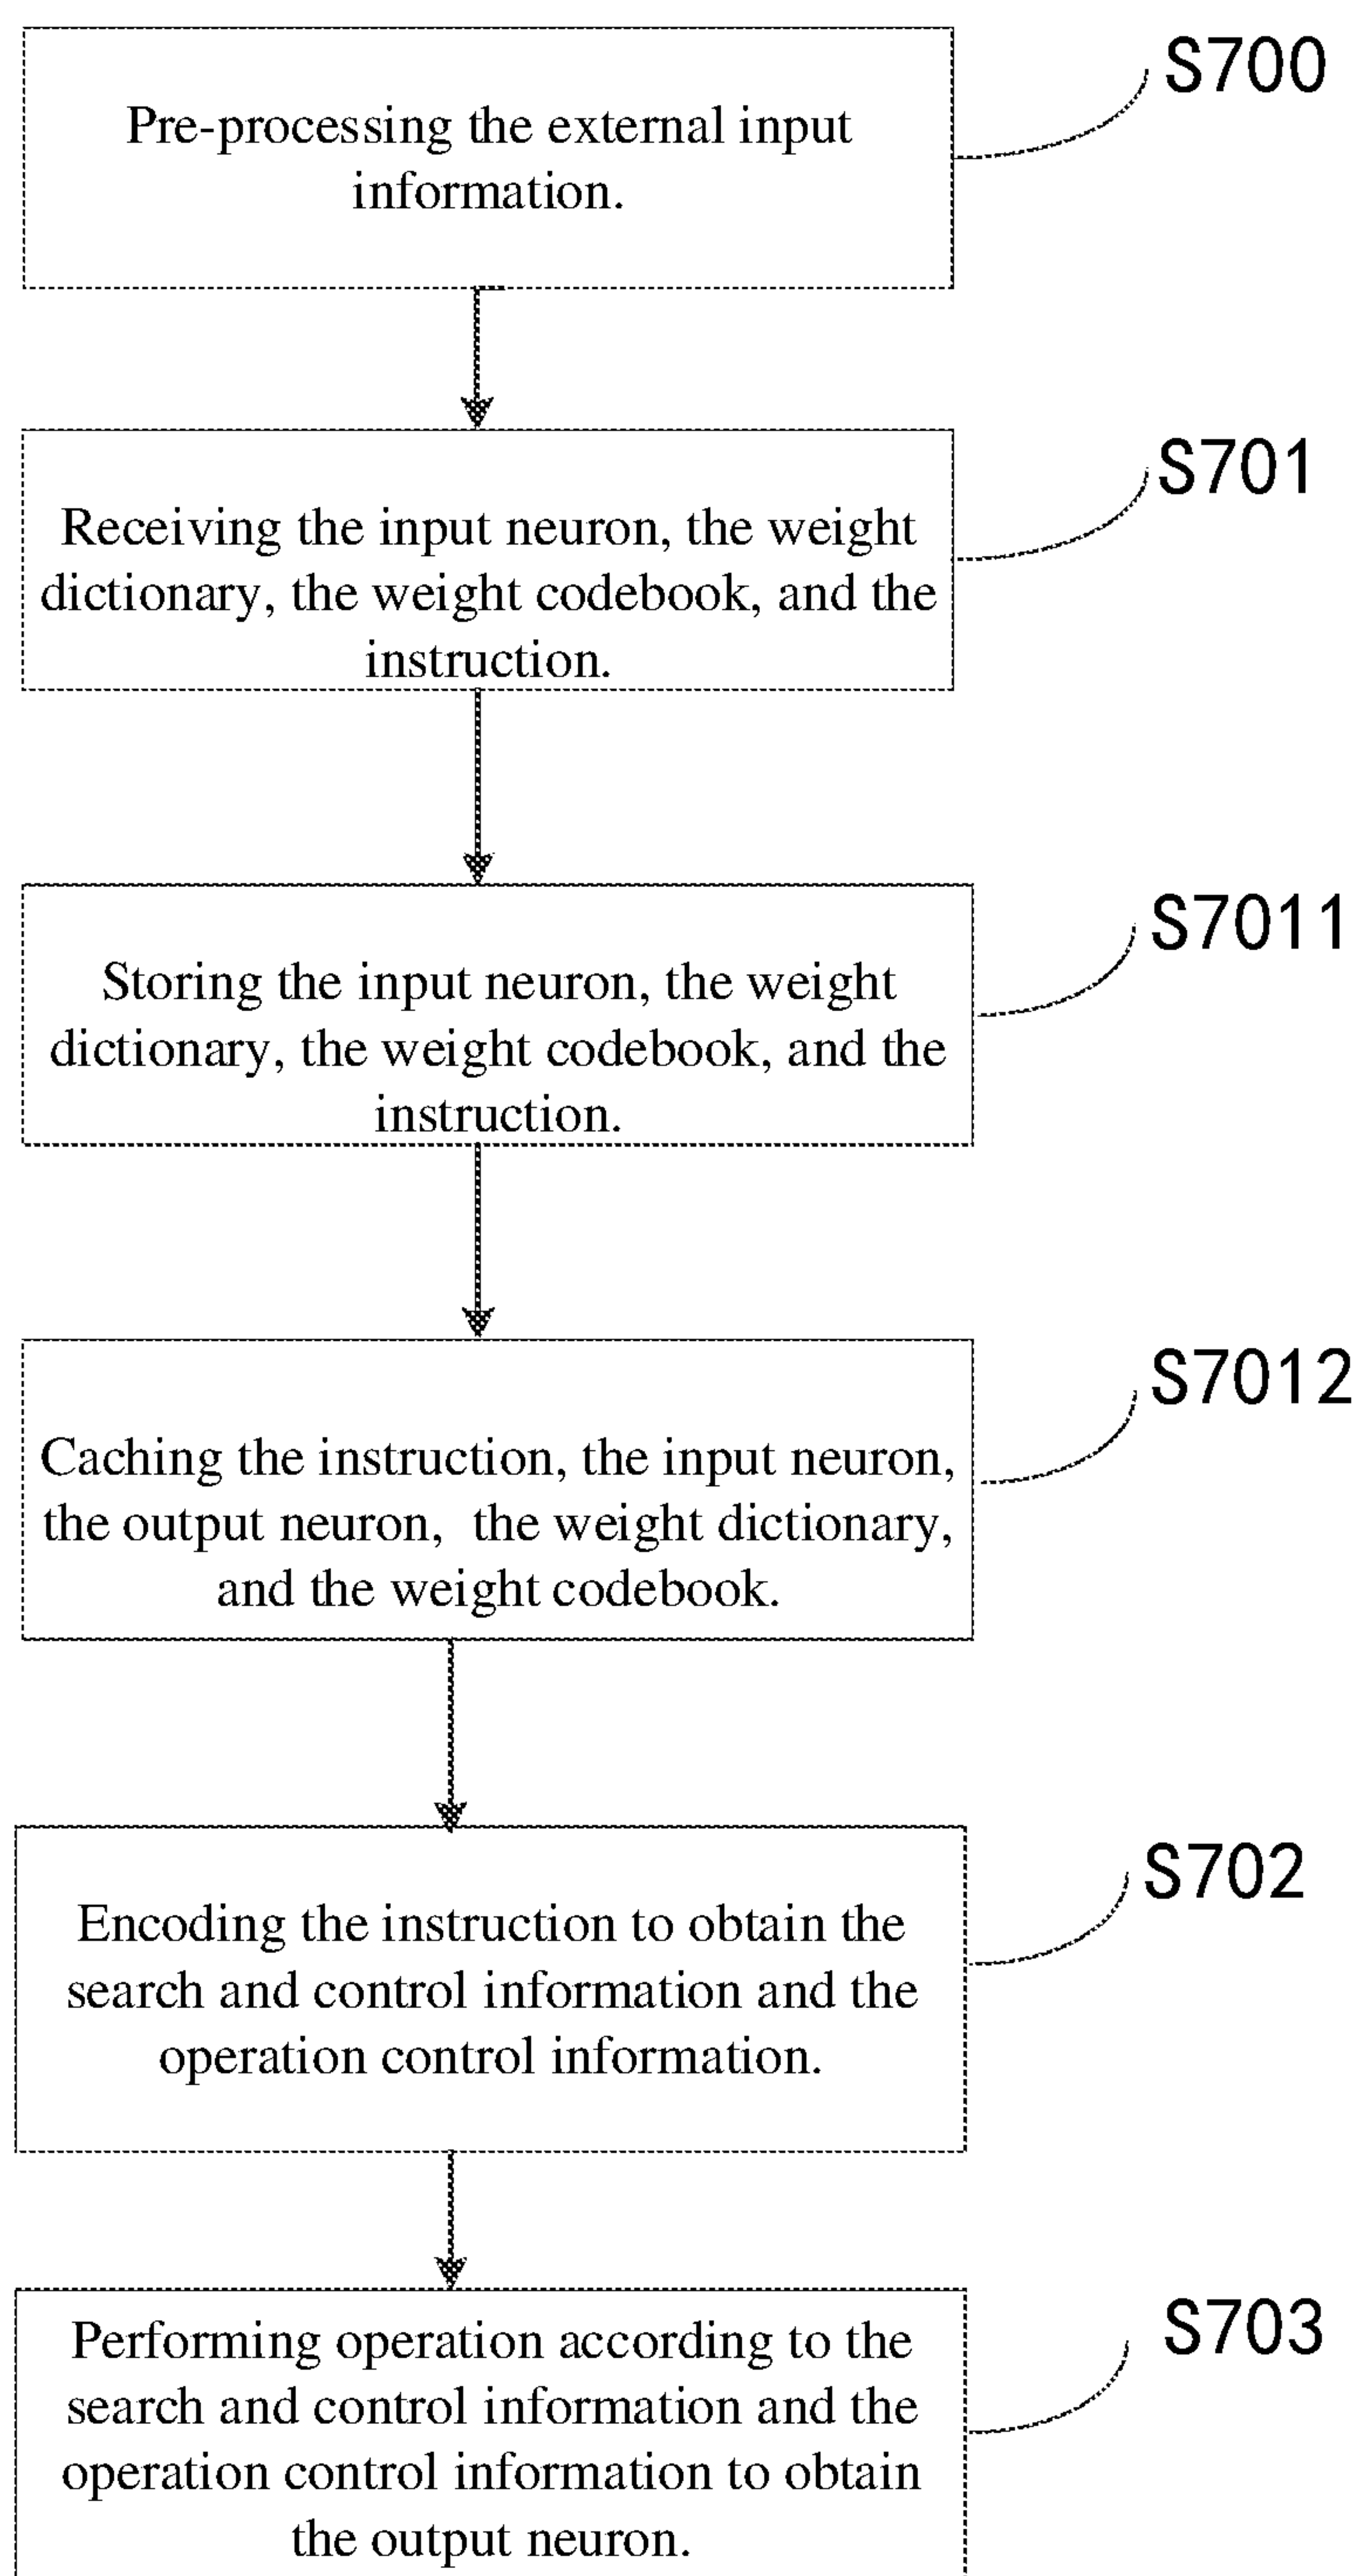 S700
Pre-processing the external input
information.
S701
Receiving the input neuron, the weight
dictionary, the weight codebook, and the
instruction.
S7011
Storing the input neuron, the weight
dictionary, the weight codebook, and the
instruction.
S7012
Caching the instruction, the input neuron,
the output neuron, the weight dictionary,
and the weight codebook.
S702
Encoding the instruction to obtain the
search and control information and the
operation control information.
S703
Performing operation according to the
search and control information and the
operation control information to obtain
the output neuron.